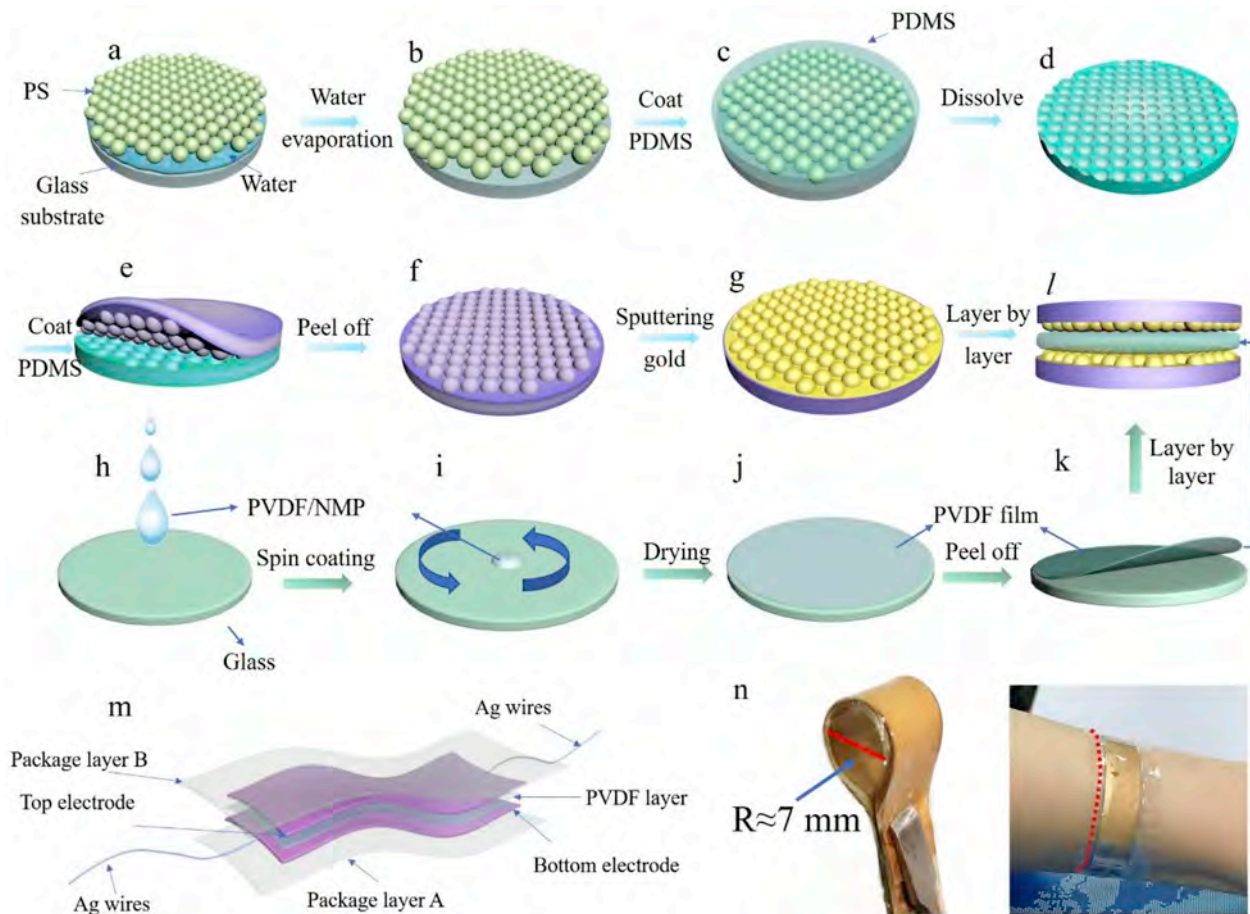 a
b
c
PDMS
d
PS
Water
evaporation
Coat
PDMS
Dissolve
Glass
substrate
Water
e
f
g
l
Coat
PDMS
Peel off
Sputtering
gold
Layer by
layer
h
i
j
k
Layer by
layer
PVDF/NMP
PVDF film
Spin coating
Drying
Peel off
Glass
m
n
Ag wires
Package layer B
Top electrode
PVDF layer
R≈7 mm
Bottom electrode
Ag wires
Package layer A